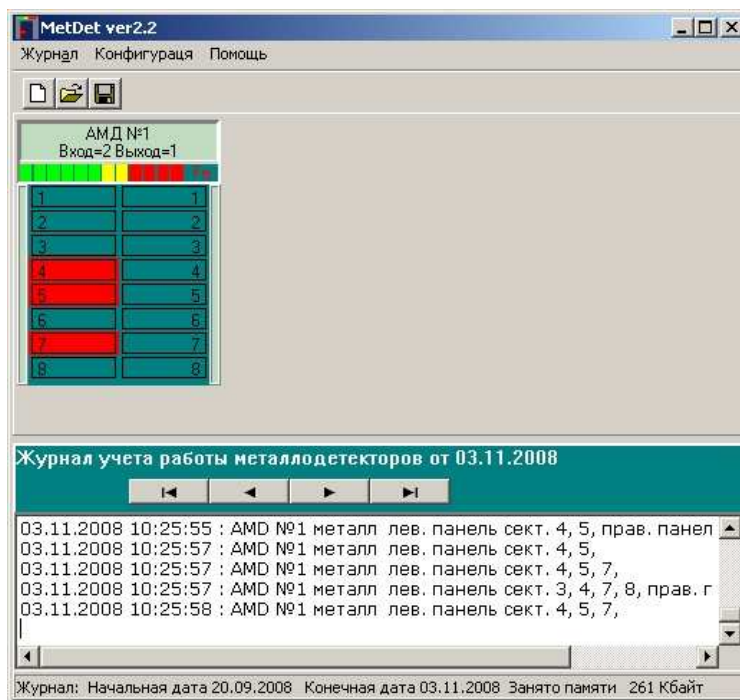 MetDet ver2.2
Журнал Конфигурация Помощь
АМД №1
Вход=2 Выход=1
1 1
2 2
3 3
4 4
5 5
6 6
7 7
8 8
Журнал учета работы металлодетекторов от 03.11.2008
03.11.2008 10:25:55 : AMD №1 металл лев. панель сект. 4, 5, прав. панел
03.11.2008 10:25:57 : AMD №1 металл лев. панель сект. 4, 5,
03.11.2008 10:25:57 : AMD №1 металл лев. панель сект. 4, 5, 7,
03.11.2008 10:25:57 : AMD №1 металл лев. панель сект. 3, 4, 7, 8, прав. г
03.11.2008 10:25:58 : AMD №1 металл лев. панель сект. 4, 5, 7,
Журнал: Начальная дата 20.09.2008 Конечная дата 03.11.2008 Занято памяти 261 Кбайт